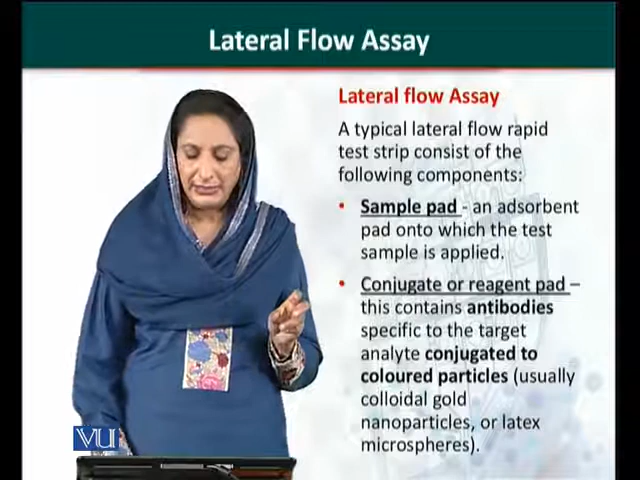 Lateral Flow Assay
Lateral flow Assay
A typical lateral flow rapid
test strip consist of the
following components:
• Sample pad - an adsorbent
pad onto which the test
sample is applied.
• Conjugate or reagent pad –
this contains antibodies
specific to the target
analyte conjugated to
coloured particles (usually
colloidal gold
nanoparticles, or latex
microspheres).
VU